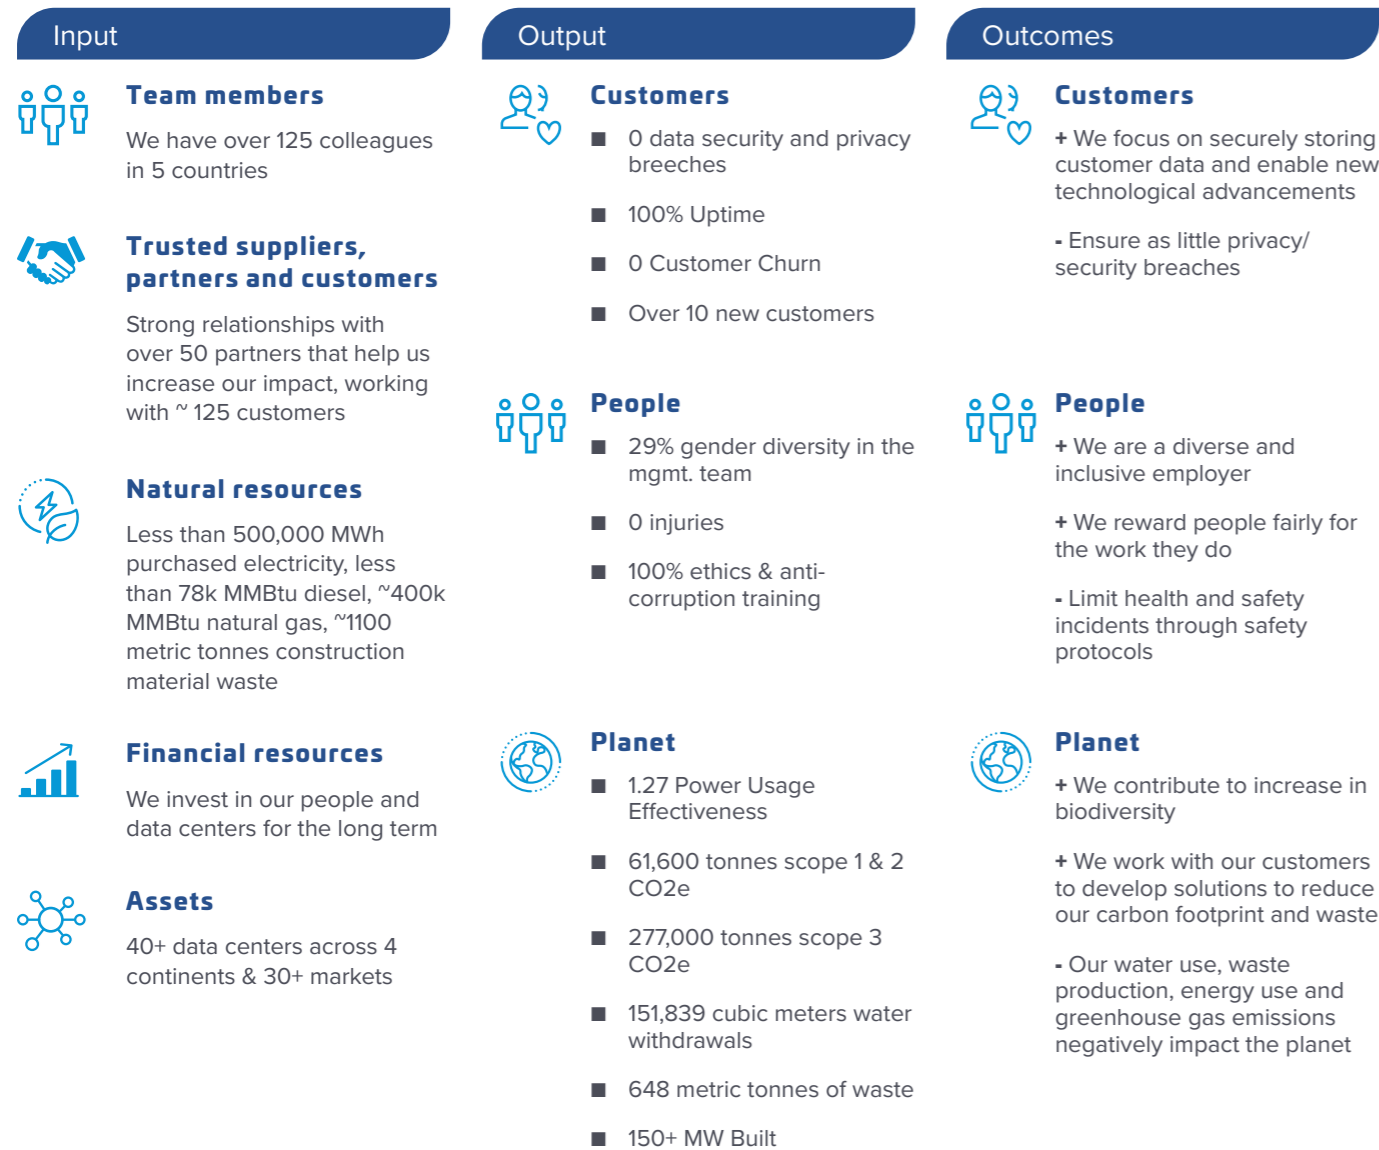 Input
Team members
We have over 125 colleagues
in 5 countries
Trusted suppliers,
partners and customers
Strong relationships with
over 50 partners that help us
increase our impact, working
with ~ 125 customers
Natural resources
Less than 500,000 MWh
purchased electricity, less
than 78k MMBtu diesel, ~400k
MMBtu natural gas, ~1100
metric tonnes construction
material waste
Financial resources
We invest in our people and
data centers for the long term
Assets
40+ data centers across 4
continents & 30+ markets
Output
Customers
■ 0 data security and privacy
breeches
■ 100% Uptime
■ 0 Customer Churn
■ Over 10 new customers
People
■ 29% gender diversity in the
mgmt. team
■ 0 injuries
■ 100% ethics & anti-
corruption training
Planet
■ 1.27 Power Usage
Effectiveness
■ 61,600 tonnes scope 1 & 2
CO2e
■ 277,000 tonnes scope 3
CO2e
■ 151,839 cubic meters water
withdrawals
■ 648 metric tonnes of waste
■ 150+ MW Built
Outcomes
Customers
+ We focus on securely storing
customer data and enable new
technological advancements
- Ensure as little privacy/
security breaches
People
+ We are a diverse and
inclusive employer
+ We reward people fairly for
the work they do
- Limit health and safety
incidents through safety
protocols
Planet
+ We contribute to increase in
biodiversity
+ We work with our customers
to develop solutions to reduce
our carbon footprint and waste
- Our water use, waste
production, energy use and
greenhouse gas emissions
negatively impact the planet